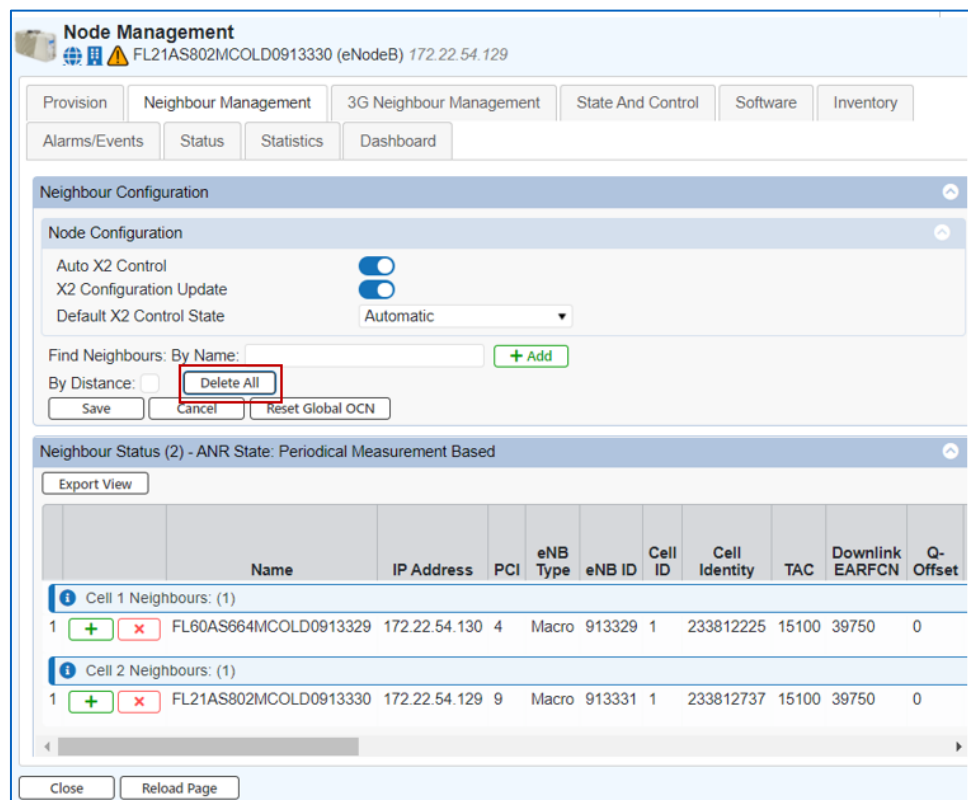 Node Management
FL21AS802MCOLD0913330 (eNodeB) 172.22.54.129
Provision Neighbour Management 3G Neighbour Management State And Control Software Inventory
Alarms/Events Status Statistics Dashboard
Neighbour Configuration
Node Configuration
Auto X2 Control
X2 Configuration Update
Default X2 Control State Automatic
Find Neighbours: By Name: + Add
By Distance: Delete All
Save Cancel Reset Global OCN
Neighbour Status (2) - ANR State: Periodical Measurement Based
Export View
Name IP Address PCI eNB Type eNB ID Cell ID Cell Identity TAC Downlink EARFCN Q-Offset
Cell 1 Neighbours: (1)
1 FL60AS664MCOLD0913329 172.22.54.130 4 Macro 913329 1 233812225 15100 39750 0
Cell 2 Neighbours: (1)
1 FL21AS802MCOLD0913330 172.22.54.129 9 Macro 913331 1 233812737 15100 39750 0
Close Reload Page